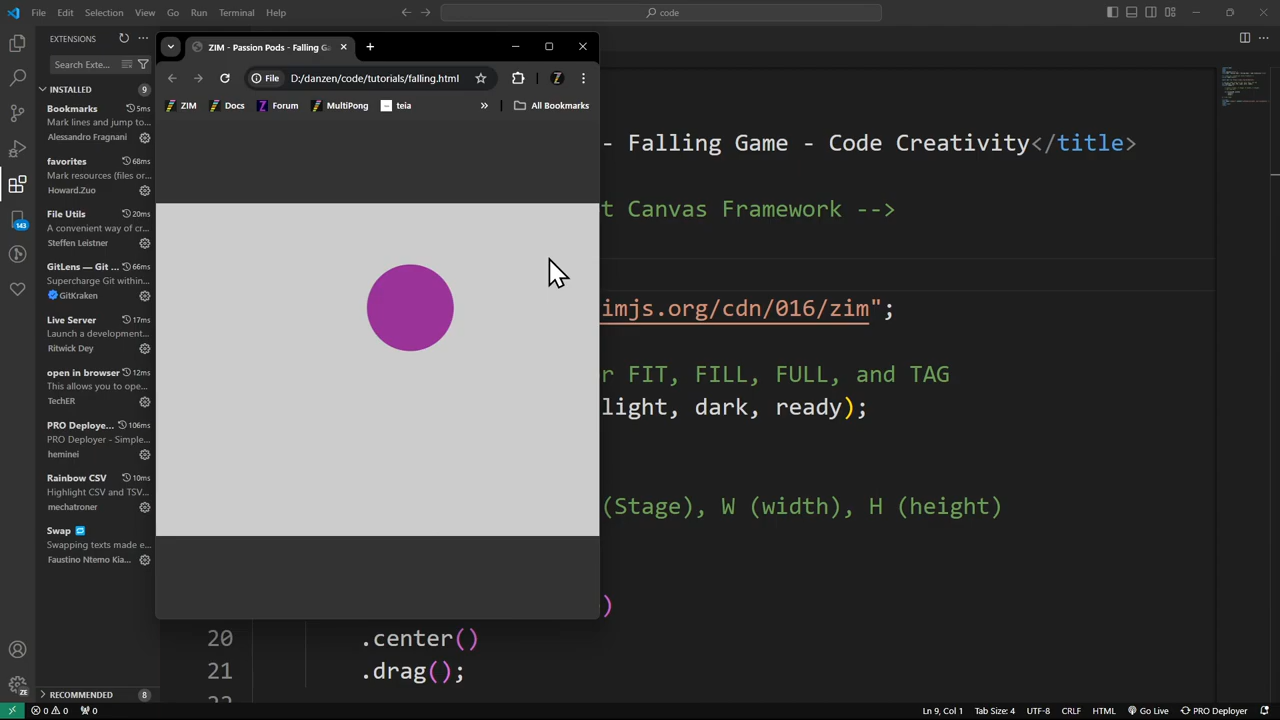 File Edit Selection View Go Run Terminal Help
code
EXTENSIONS
Search Exte...
INSTALLED 9
Bookmarks 5ms
Mark lines and jump to...
Alessandro Fragnani
favorites 68ms
Mark resources (files or...
Howard.Zuo
File Utils 20ms
A convenient way of cr...
Steffen Leistner
GitLens — Git ... 66ms
Supercharge Git within...
GitKraken
Live Server 17ms
Launch a development...
Ritwick Dey
open in browser 12ms
This allows you to ope...
TechER
PRO Deploye... 106ms
PRO Deployer - Simple...
heminei
Rainbow CSV 10ms
Highlight CSV and TSV...
mechatroner
Swap
Swapping texts made e...
Faustino Ntemo Kia...
RECOMMENDED 8
143
ZE
ZIM - Passion Pods - Falling Ga
File D:/danzen/code/tutorials/falling.html
Z
ZIM Docs Forum MultiPong teia » All Bookmarks
- Falling Game - Code Creativity</title>
t Canvas Framework -->
imjs.org/cdn/016/zim";
r FIT, FILL, FULL, and TAG
light, dark, ready);
(Stage), W (width), H (height)
)
20 .center()
21 .drag();
0 0 0 Ln 9, Col 1 Tab Size: 4 UTF-8 CRLF HTML Go Live PRO Deployer